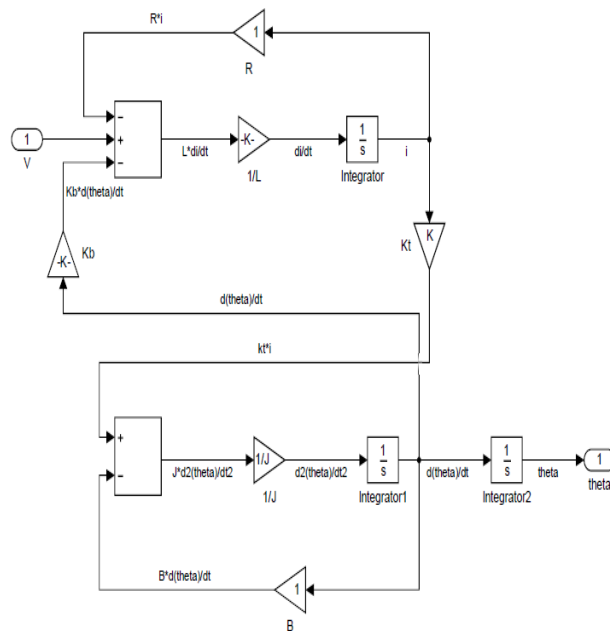 R*i
1
R
1
V
−
+
−
L*di/dt
-K-
1/L
di/dt
1
s
Integrator
i
Kb*d(theta)/dt
-K-
Kb
Kt
K
d(theta)/dt
kt*i
+
−
J*d2(theta)/dt2
1/J
1/J
d2(theta)/dt2
1
s
Integrator1
d(theta)/dt
1
s
Integrator2
theta
1
theta
B*d(theta)/dt
1
B